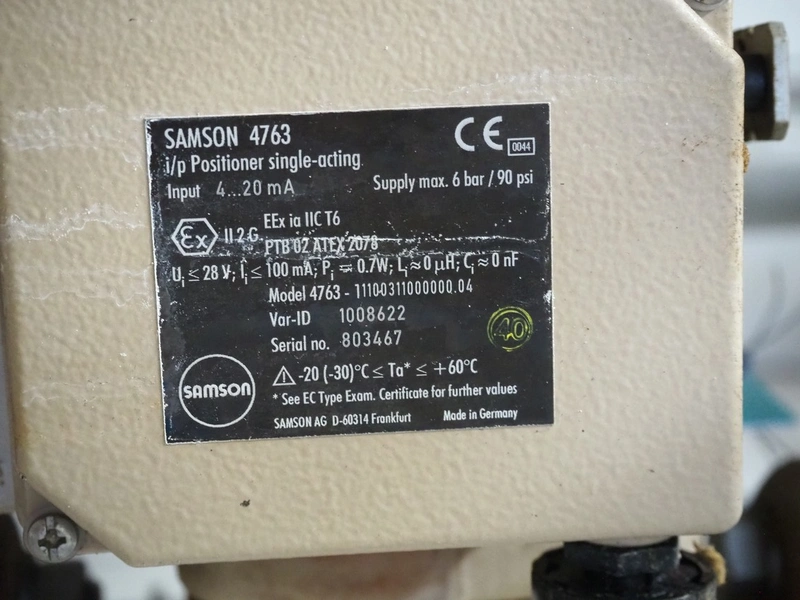 SAMSON 4763
i/p Positioner single-acting
Input 4...20 mA Supply max. 6 bar / 90 psi
CE 0044
Ex II 2 G EEx ia IIC T6
PTB 02 ATEX 2078
Ui ≤ 28 V; Ii ≤ 100 mA; Pi = 0.7W; Li ≈ 0 µH; Ci ≈ 0 nF
Model 4763 - 11100311000000.04
Var-ID 1008622
Serial no. 803467
40
SAMSON
-20 (-30)°C ≤ Ta* ≤ +60°C
* See EC Type Exam. Certificate for further values
SAMSON AG D-60314 Frankfurt Made in Germany